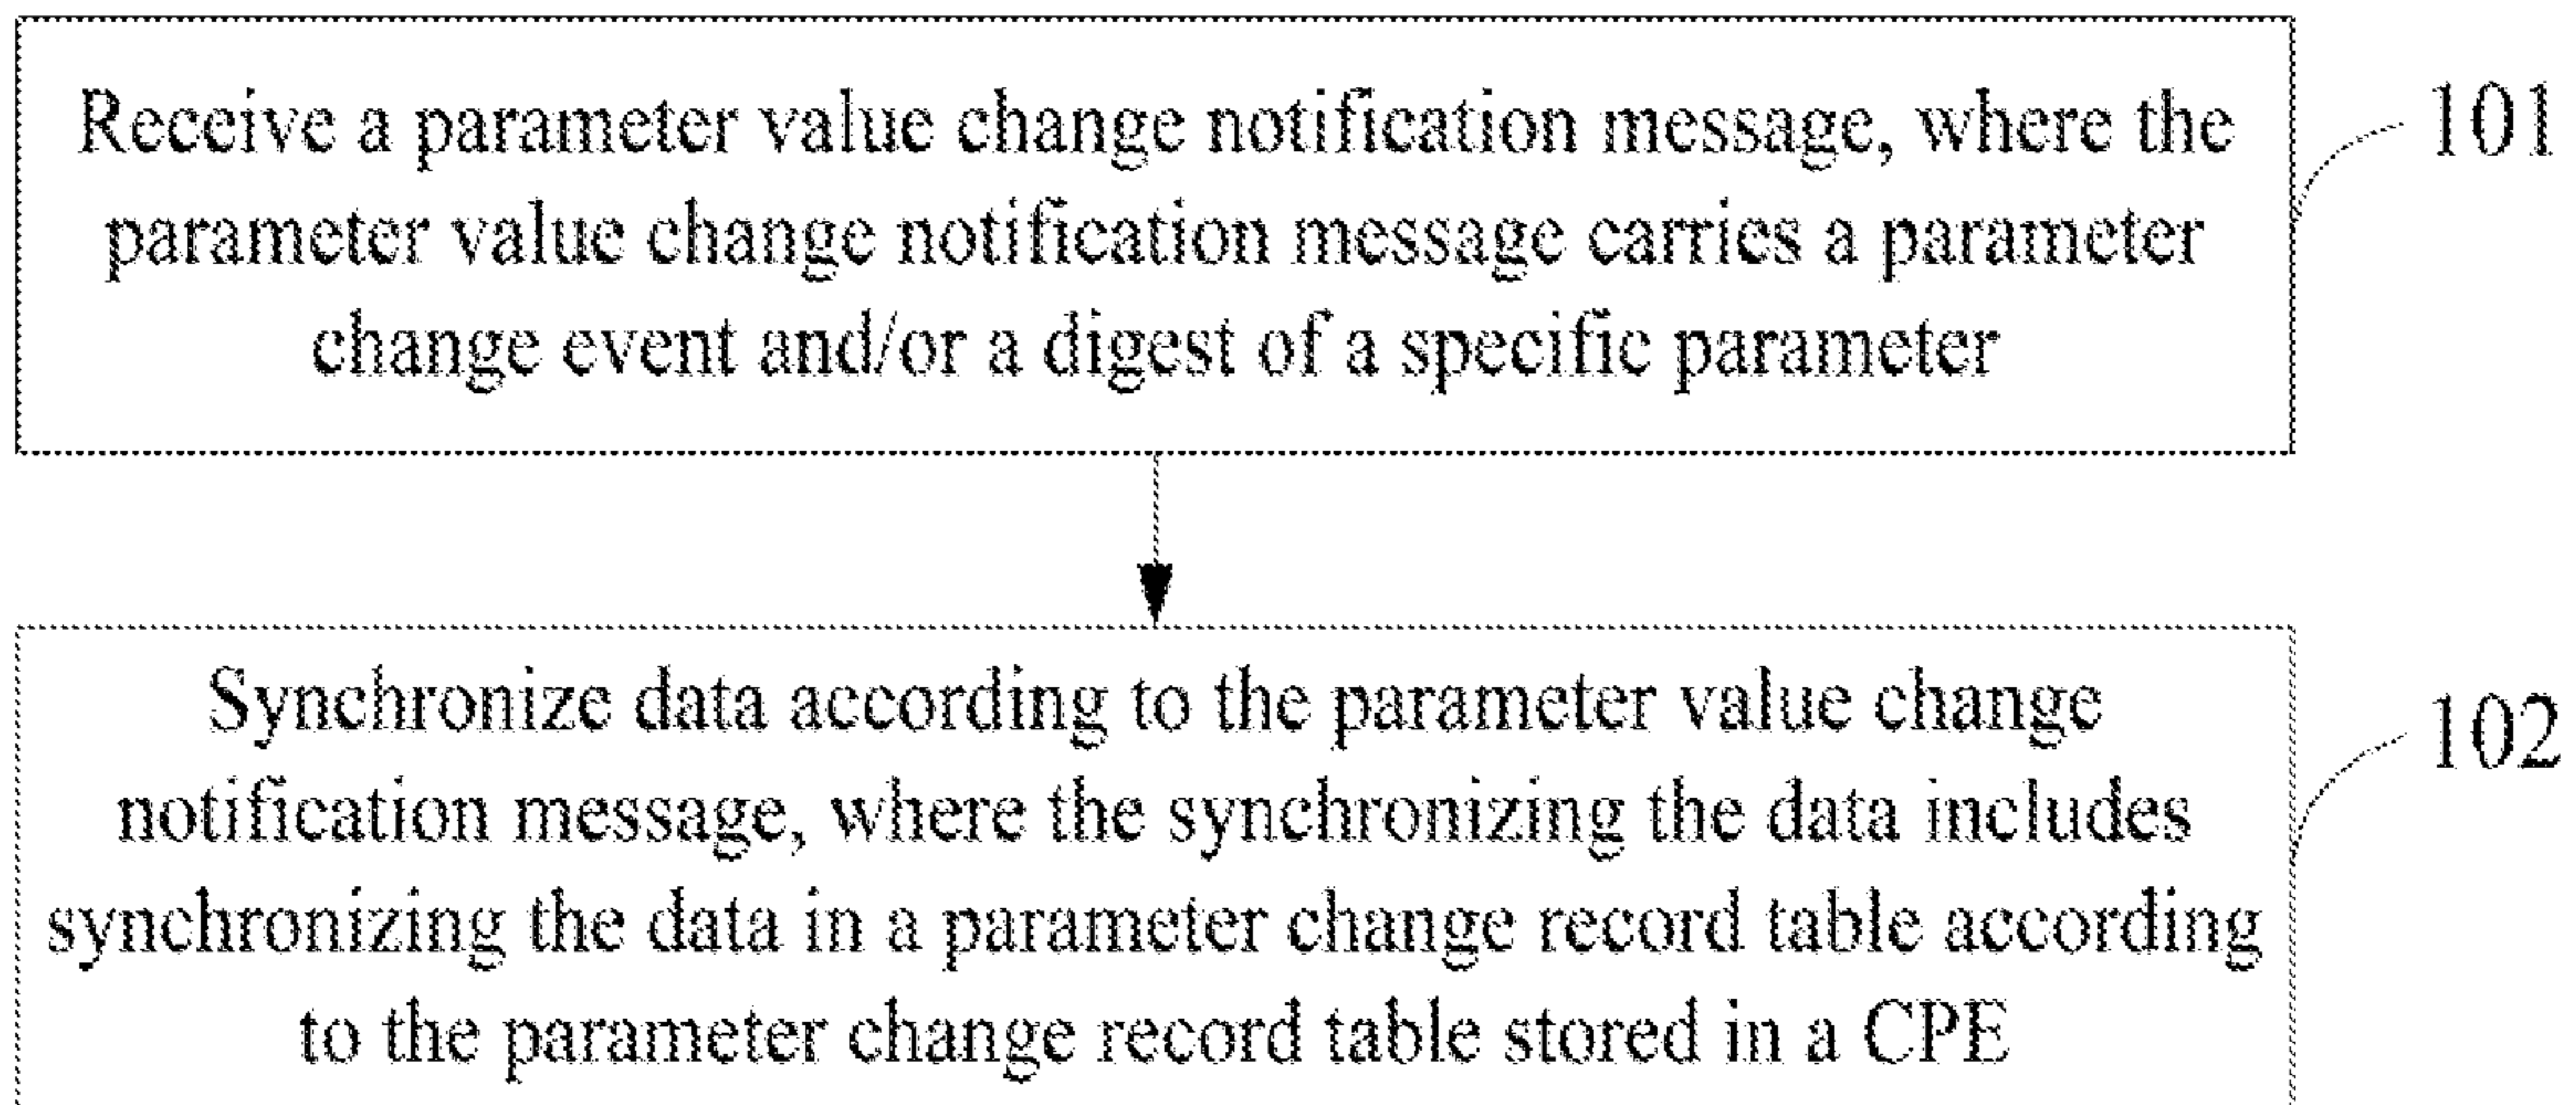 Receive a parameter value change notification message, where the
parameter value change notification message carries a parameter
change event and/or a digest of a specific parameter
101
Synchronize data according to the parameter value change
notification message, where the synchronizing the data includes
synchronizing the data in a parameter change record table according
to the parameter change record table stored in a CPE
102